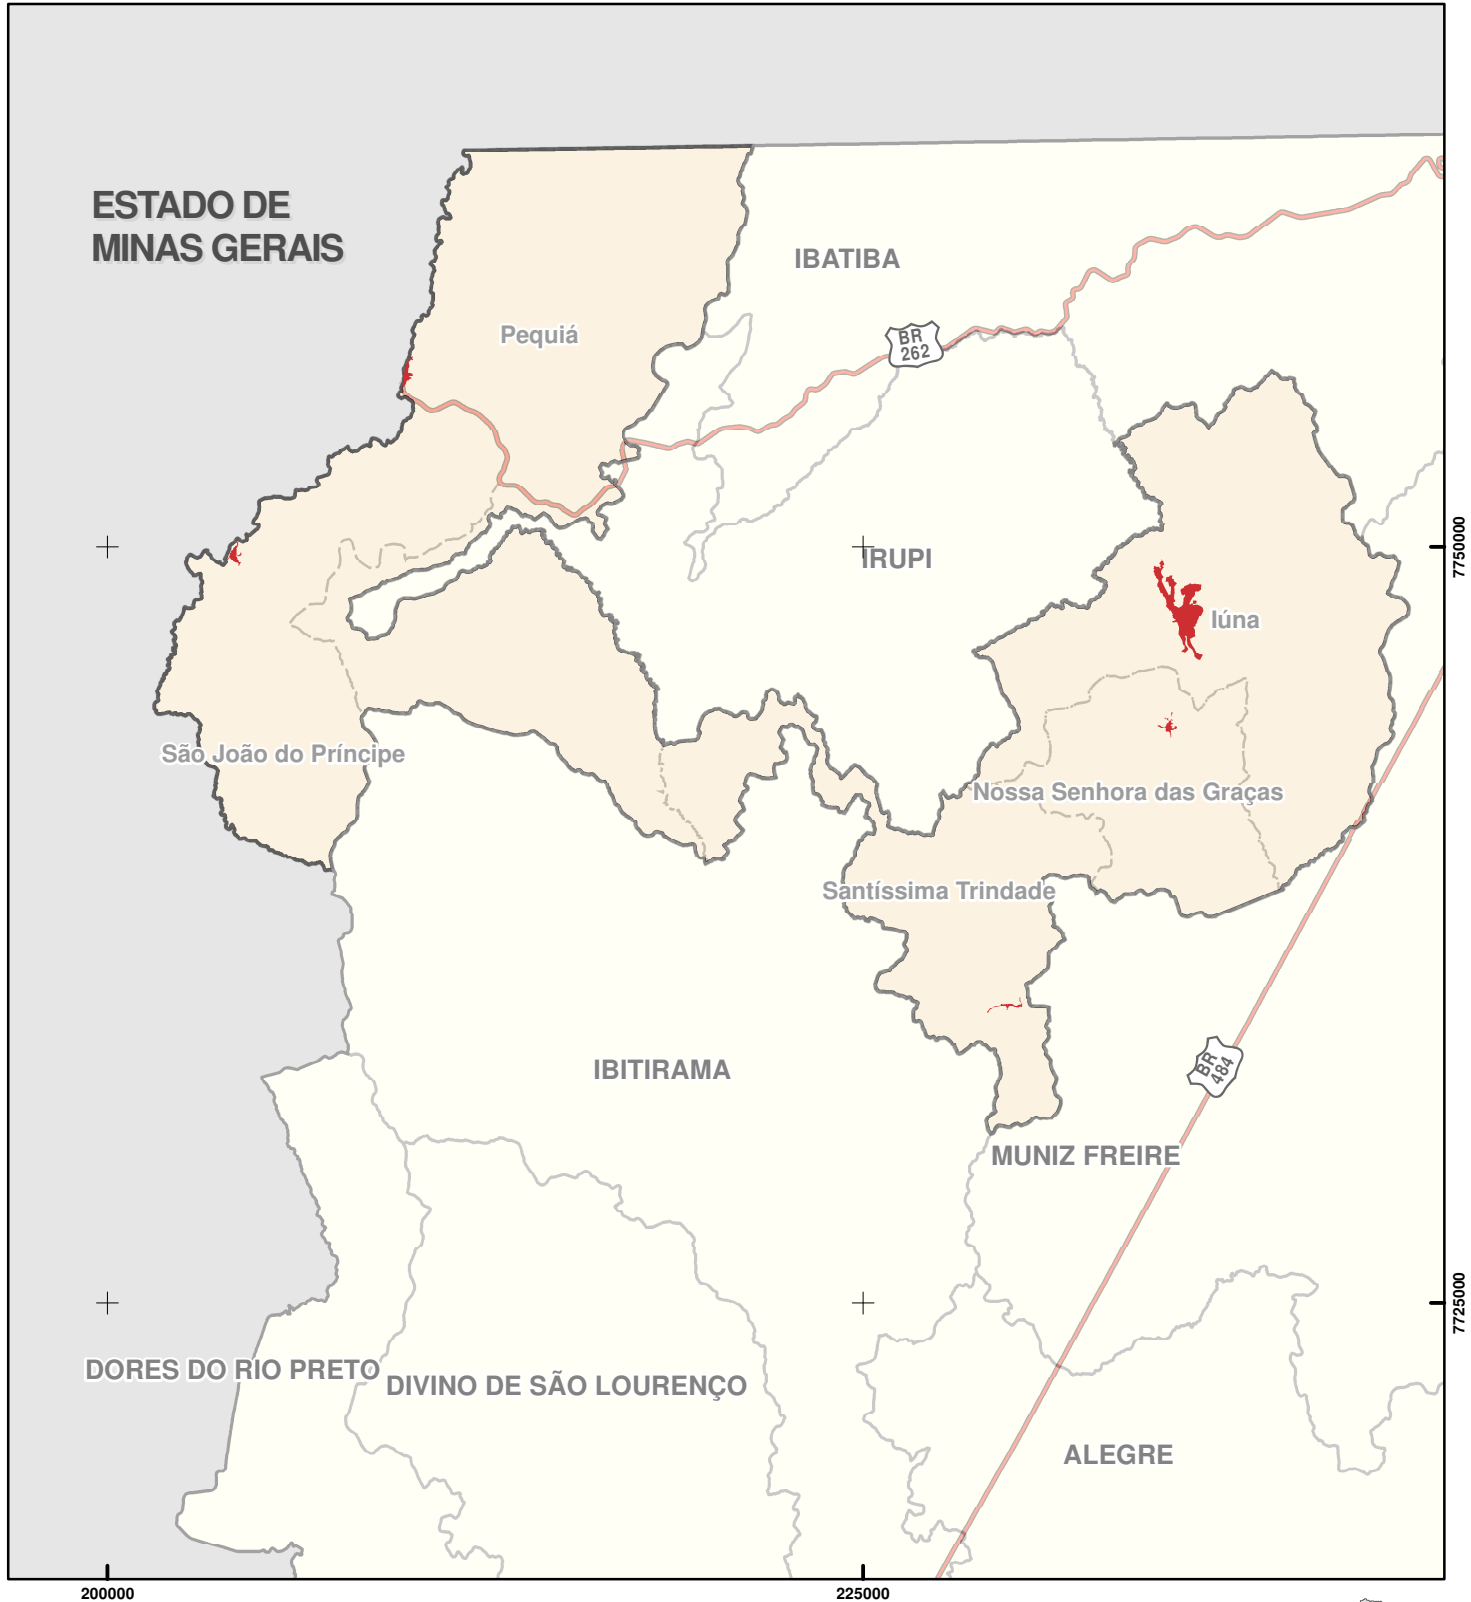 ESTADO DE
MINAS GERAIS
IBATIBA
Pequiá
BR
262
IRUPI
7750000
Iúna
São João do Príncipe
Nossa Senhora das Graças
Santíssima Trindade
IBITIRAMA
BR
484
MUNIZ FREIRE
7725000
DORES DO RIO PRETO
DIVINO DE SÃO LOURENÇO
ALEGRE
200000
225000